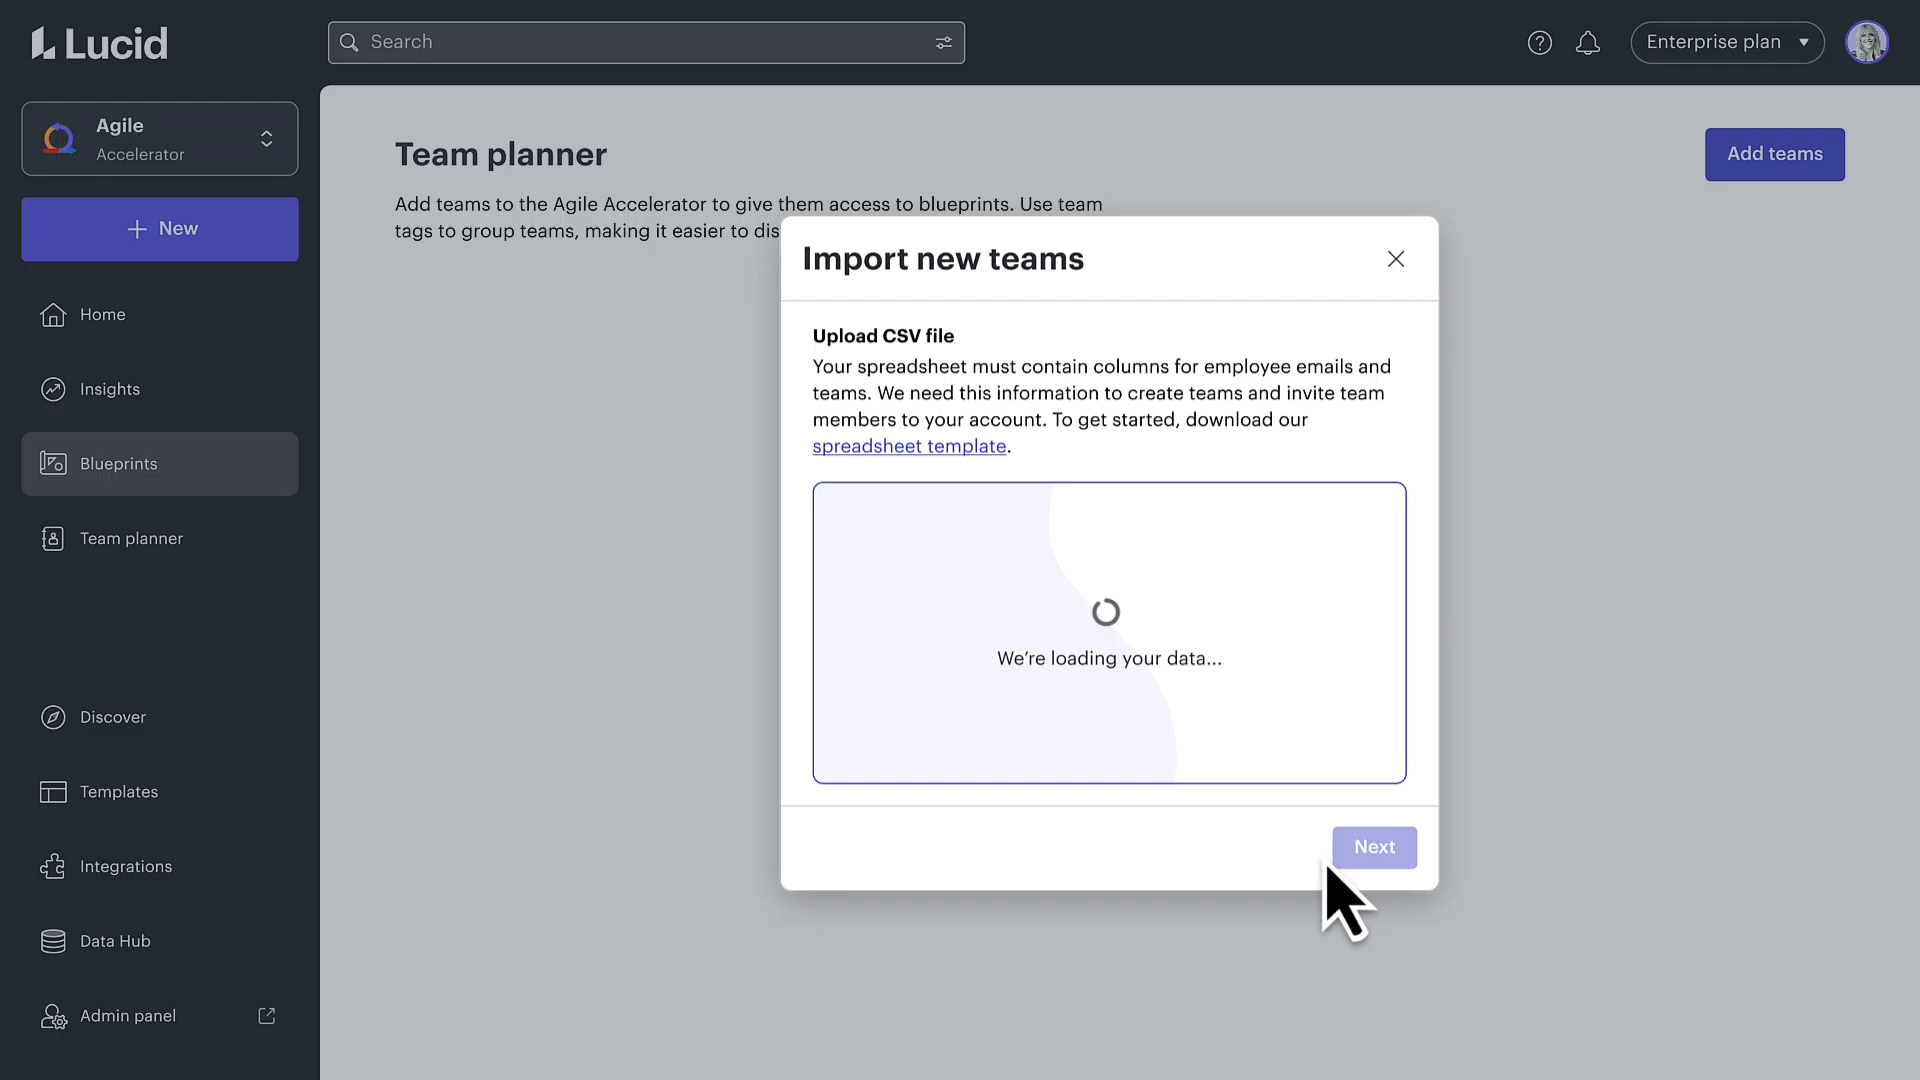 Lucid
Search
Enterprise plan
Agile
Accelerator
New
Home
Insights
Blueprints
Team planner
Discover
Templates
Integrations
Data Hub
Admin panel
Team planner
Add teams
Add teams to the Agile Accelerator to give them access to blueprints. Use team
tags to group teams, making it easier to dis
Import new teams
Upload CSV file
Your spreadsheet must contain columns for employee emails and
teams. We need this information to create teams and invite team
members to your account. To get started, download our
spreadsheet template.
We're loading your data...
Next